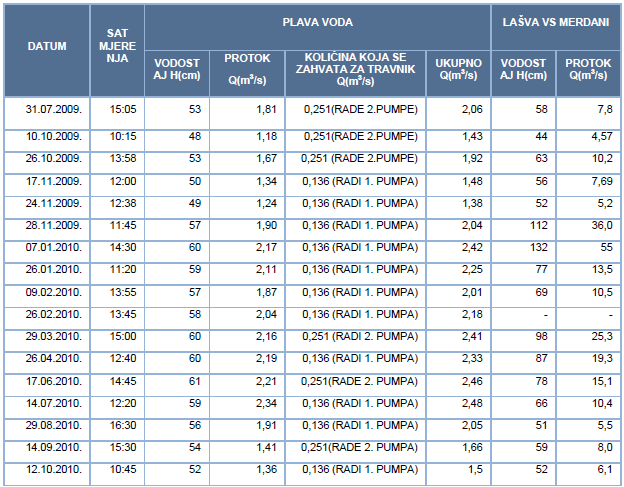 DATUM SAT MJERE NJA PLAVA VODA LAŠVA VS MERDANI
VODOST AJ H(cm) PROTOK Q(m³/s) KOLIČINA KOJA SE ZAHVATA ZA TRAVNIK Q(m³/s) UKUPNO Q(m³/s) VODOST AJ H(cm) PROTOK Q(m³/s)
31.07.2009. 15:05 53 1,81 0,251(RADE 2.PUMPE) 2,06 58 7,8
10.10.2009. 10:15 48 1,18 0,251(RADE 2.PUMPE) 1,43 44 4,57
26.10.2009. 13:58 53 1,67 0,251 (RADE 2.PUMPE) 1,92 63 10,2
17.11.2009. 12:00 50 1,34 0,136 (RADI 1. PUMPA) 1,48 56 7,69
24.11.2009. 12:38 49 1,24 0,136 (RADI 1. PUMPA) 1,38 52 5,2
28.11.2009. 11:45 57 1,90 0,136 (RADI 1. PUMPA) 2,04 112 36,0
07.01.2010. 14:30 60 2,17 0,136 (RADI 1. PUMPA) 2,42 132 55
26.01.2010. 11:20 59 2,11 0,136 (RADI 1. PUMPA) 2,25 77 13,5
09.02.2010. 13:55 57 1,87 0,136 (RADI 1. PUMPA) 2,01 69 10,5
26.02.2010. 13:45 58 2,04 0,136 (RADI 1. PUMPA) 2,18 - -
29.03.2010. 15:00 60 2,16 0,251 (RADI 2. PUMPA) 2,41 98 25,3
26.04.2010. 12:40 60 2,19 0,136 (RADI 1. PUMPA) 2,33 87 19,3
17.06.2010. 14:45 61 2,21 0,251(RADE 2. PUMPA) 2,46 78 15,1
14.07.2010. 12:20 59 2,34 0,136 (RADI 1. PUMPA) 2,48 66 10,4
29.08.2010. 16:30 56 1,91 0,136 (RADI 1. PUMPA) 2,05 51 5,5
14.09.2010. 15:30 54 1,41 0,251(RADE 2. PUMPA) 1,66 59 8,0
12.10.2010. 10:45 52 1,36 0,136 (RADI 1. PUMPA) 1,5 52 6,1